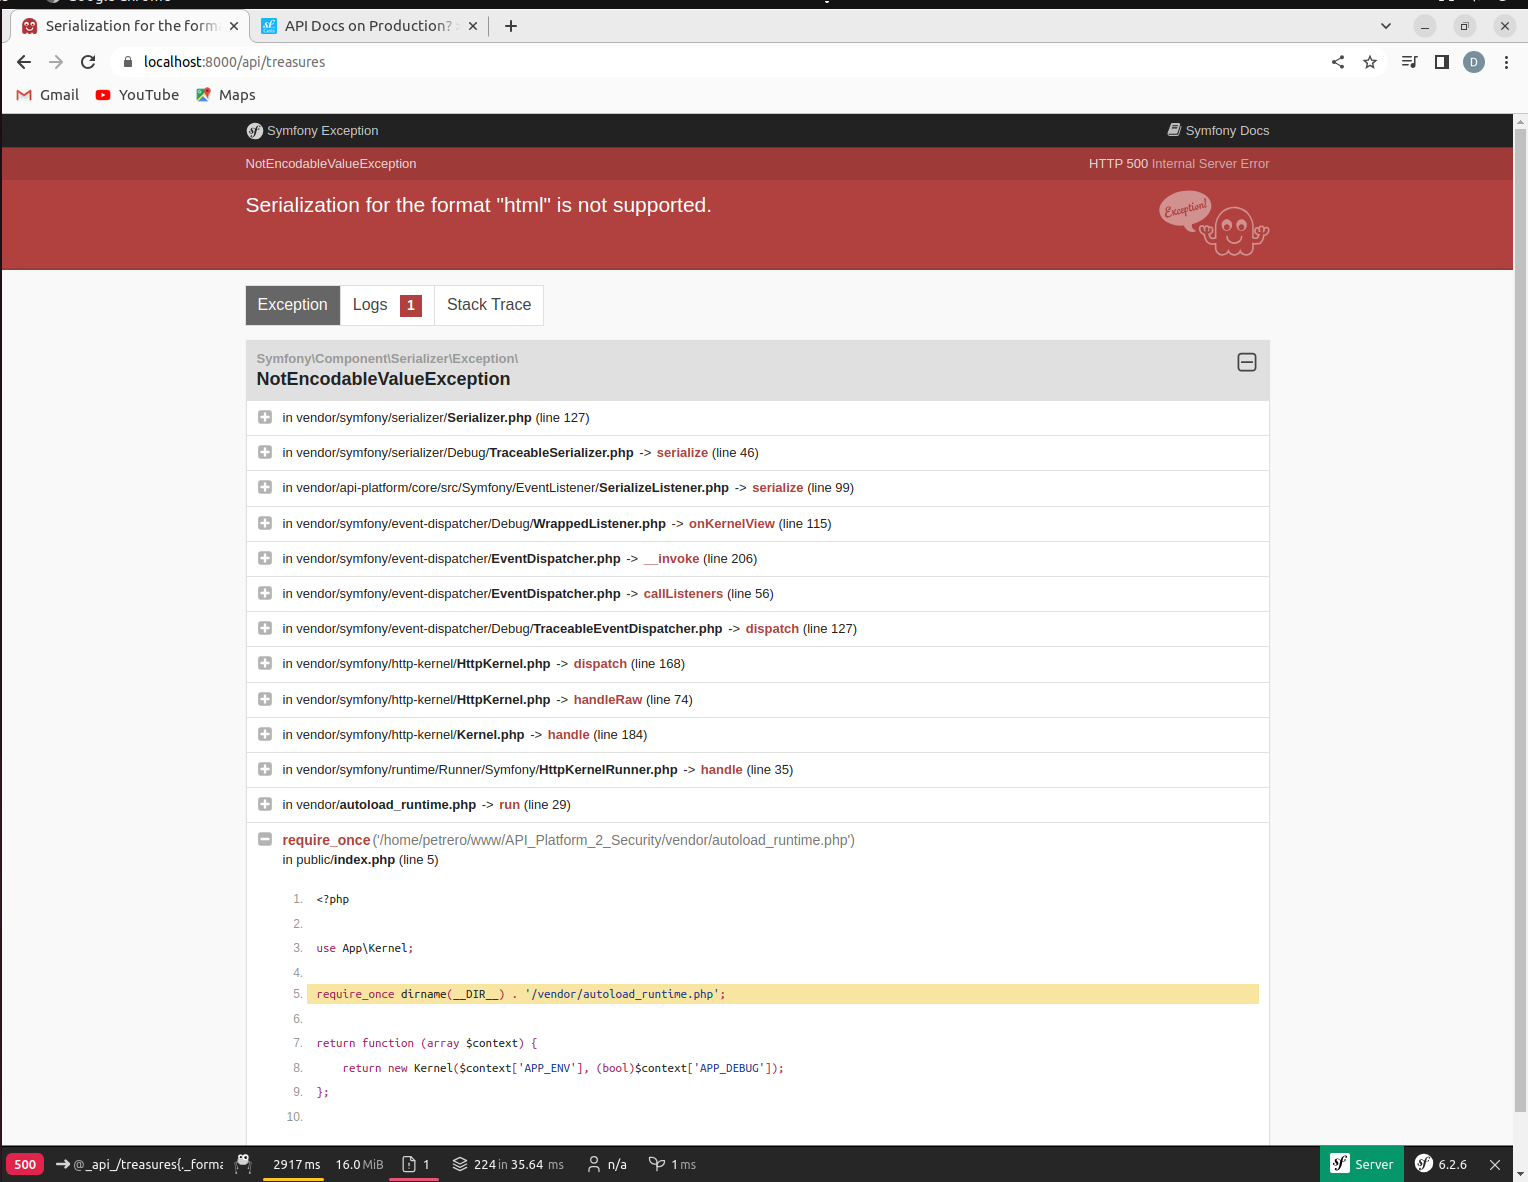 Serialization for the form
API Docs on Production?
localhost:8000/api/treasures
D
Gmail
YouTube
Maps
Symfony Exception
Symfony Docs
NotEncodableValueException
HTTP 500 Internal Server Error
Serialization for the format "html" is not supported.
Exception!
Exception
Logs 1
Stack Trace
Symfony\Component\Serializer\Exception\
NotEncodableValueException
in vendor/symfony/serializer/Serializer.php (line 127)
in vendor/symfony/serializer/Debug/TraceableSerializer.php -> serialize (line 46)
in vendor/api-platform/core/src/Symfony/EventListener/SerializeListener.php -> serialize (line 99)
in vendor/symfony/event-dispatcher/Debug/WrappedListener.php -> onKernelView (line 115)
in vendor/symfony/event-dispatcher/EventDispatcher.php -> __invoke (line 206)
in vendor/symfony/event-dispatcher/EventDispatcher.php -> callListeners (line 56)
in vendor/symfony/event-dispatcher/Debug/TraceableEventDispatcher.php -> dispatch (line 127)
in vendor/symfony/http-kernel/HttpKernel.php -> dispatch (line 168)
in vendor/symfony/http-kernel/HttpKernel.php -> handleRaw (line 74)
in vendor/symfony/http-kernel/Kernel.php -> handle (line 184)
in vendor/symfony/runtime/Runner/Symfony/HttpKernelRunner.php -> handle (line 35)
in vendor/autoload_runtime.php -> run (line 29)
require_once('/home/petrero/www/API_Platform_2_Security/vendor/autoload_runtime.php')
in public/index.php (line 5)
1. <?php
2.
3. use App\Kernel;
4.
5. require_once dirname(__DIR__) . '/vendor/autoload_runtime.php';
6.
7. return function (array $context) {
8. return new Kernel($context['APP_ENV'], (bool)$context['APP_DEBUG']);
9. };
10.
500 @_api_/treasures{._forma 2917 ms 16.0 MiB 1 224 in 35.64 ms n/a 1 ms Server 6.2.6